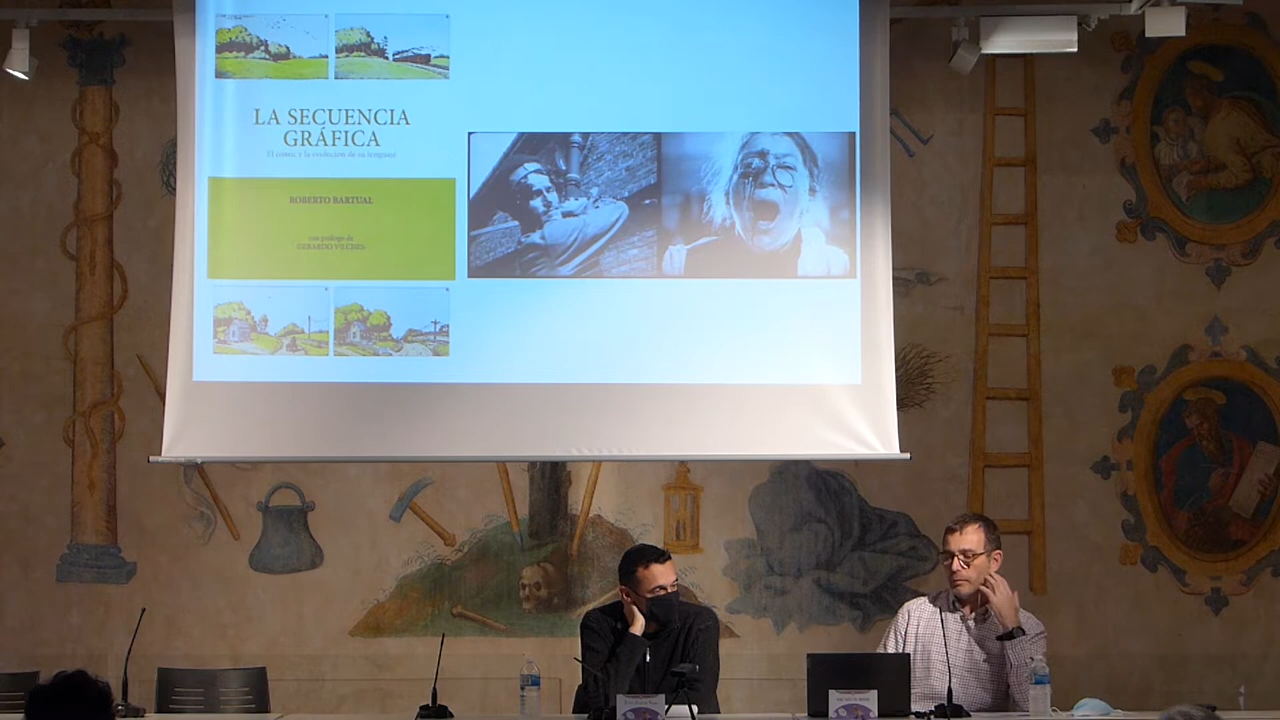 LA SECUENCIA
GRÁFICA
El cómic y la evolución de su lenguaje
ROBERTO BARTUAL
con prólogo de
GERARDO VILCHES